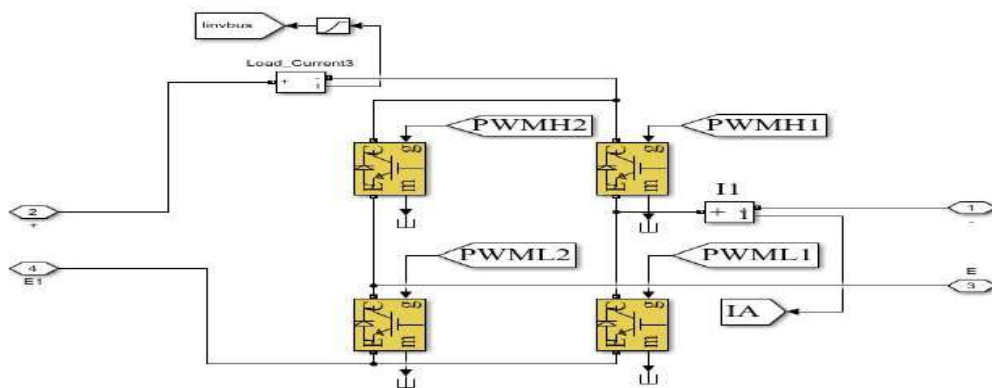 Iinvbus
Load_Current3
+
-
i
PWMH2
PWMH1
g
C
E
m
g
C
E
m
I1
+
-
i
2
+
1
-
PWML2
PWML1
4
E1
E
3
g
C
E
m
g
C
E
m
IA